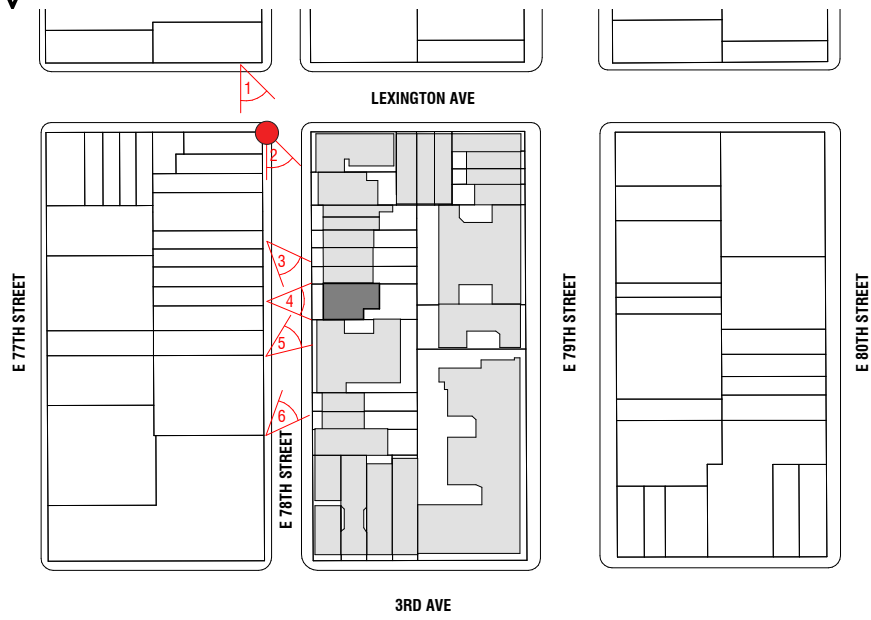 1
LEXINGTON AVE
2
3
4
5
6
E 77TH STREET
E 78TH STREET
E 79TH STREET
E 80TH STREET
3RD AVE